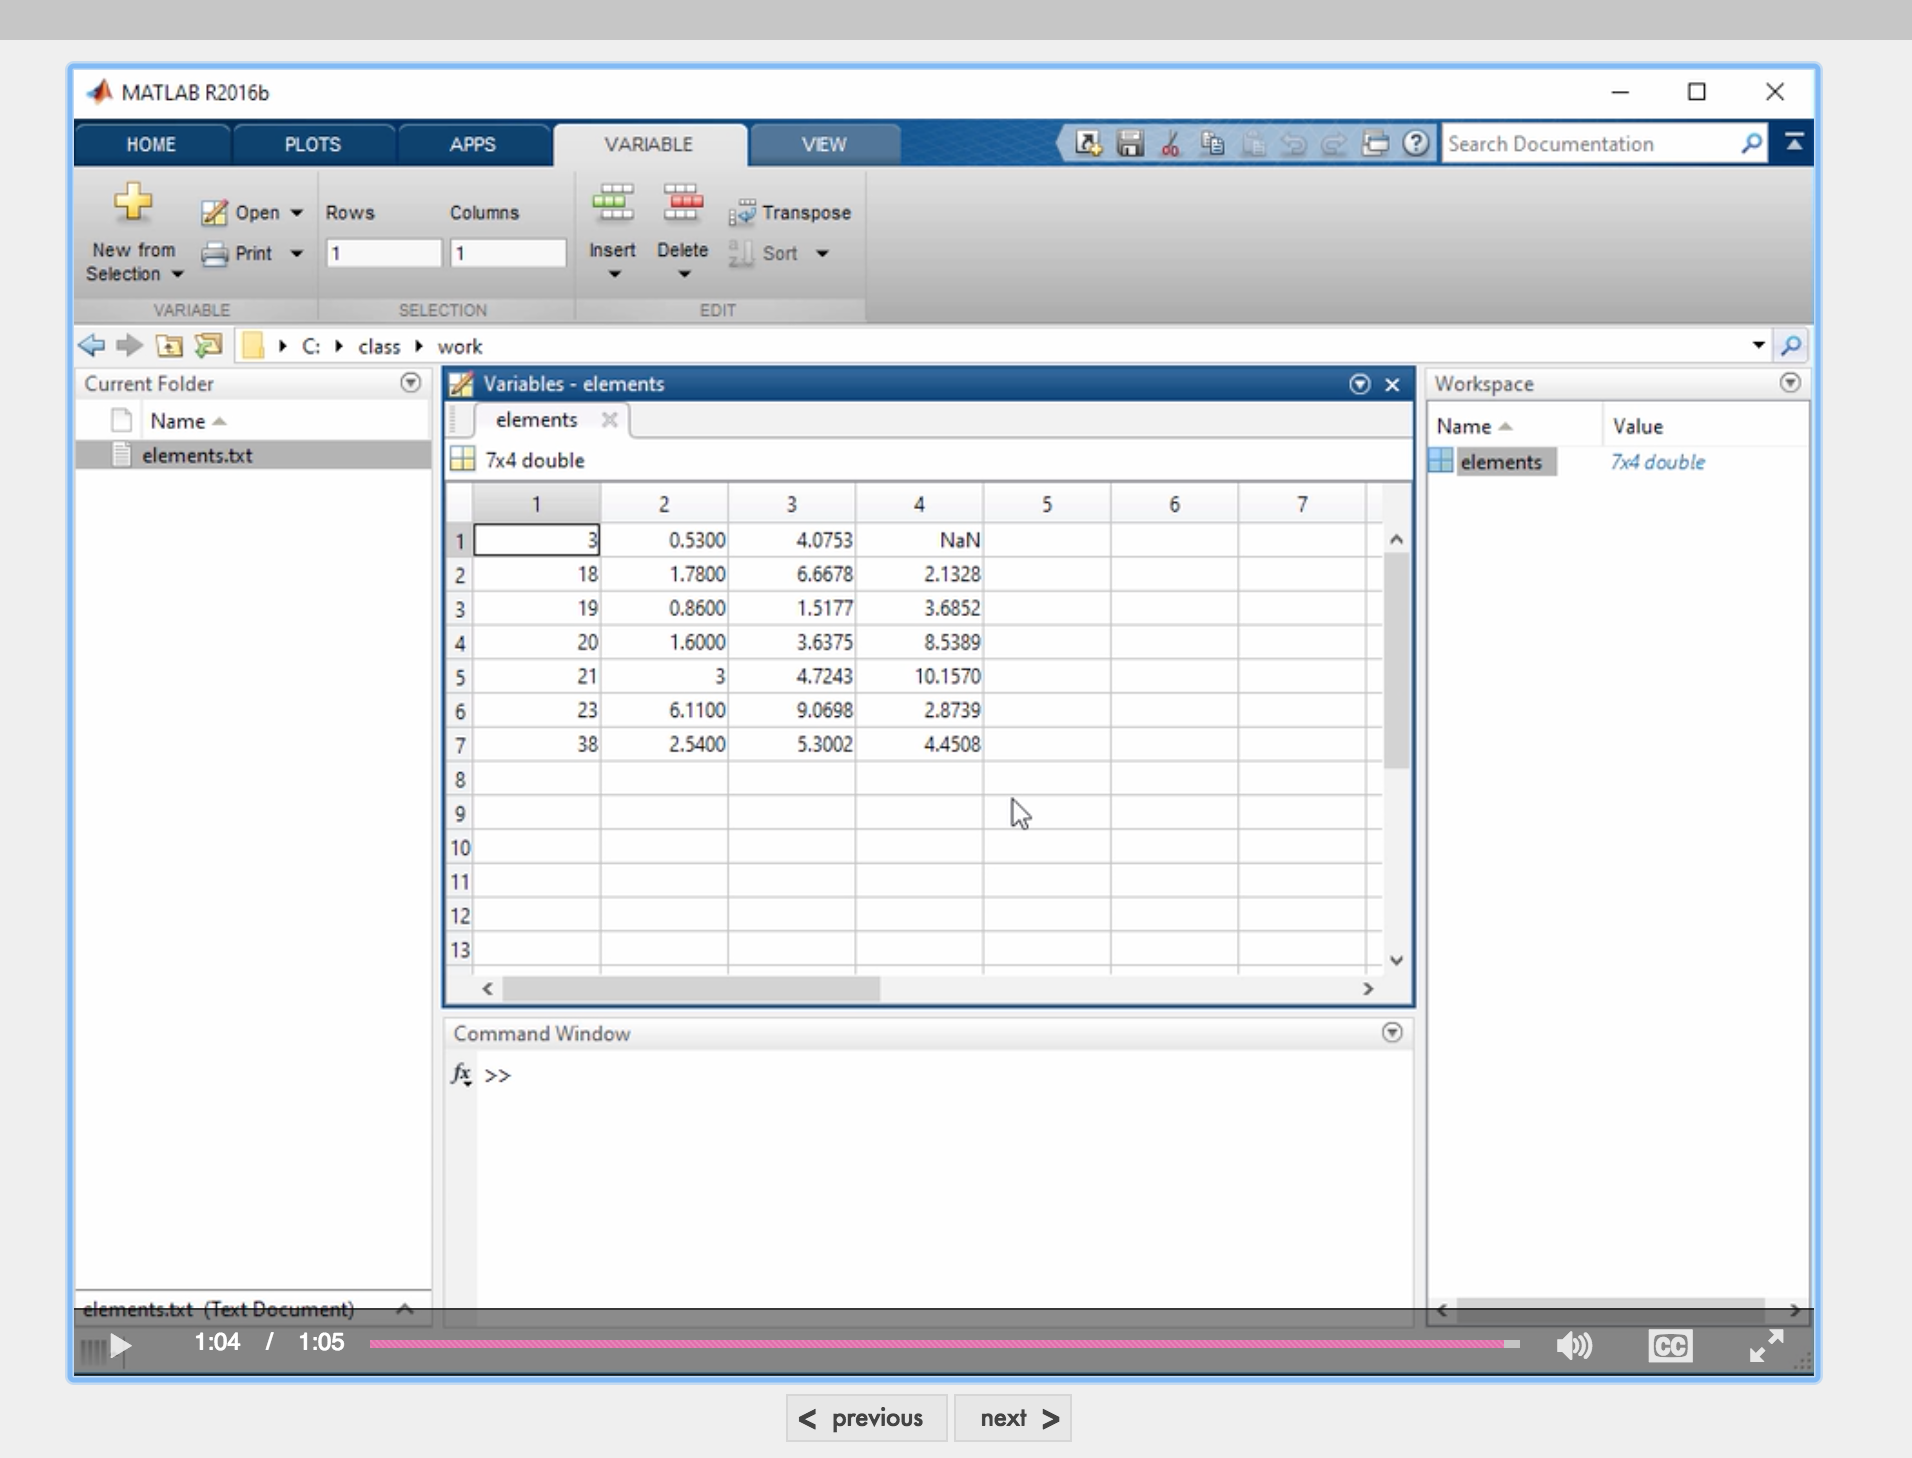 MATLAB R2016b
HOME PLOTS APPS VARIABLE VIEW Search Documentation
New from Selection
Open
Print
Rows Columns
1 1
Insert Delete
Transpose
Sort
VARIABLE SELECTION EDIT
C: class work
Current Folder
Name
elements.txt
Variables - elements
elements
7x4 double
1 2 3 4 5 6 7
1 3 0.5300 4.0753 NaN
2 18 1.7800 6.6678 2.1328
3 19 0.8600 1.5177 3.6852
4 20 1.6000 3.6375 8.5389
5 21 3 4.7243 10.1570
6 23 6.1100 9.0698 2.8739
7 38 2.5400 5.3002 4.4508
8
9
10
11
12
13
Workspace
Name Value
elements 7x4 double
Command Window
fx >>
elements.txt (Text Document)
1:04 / 1:05
CC
< previous next >